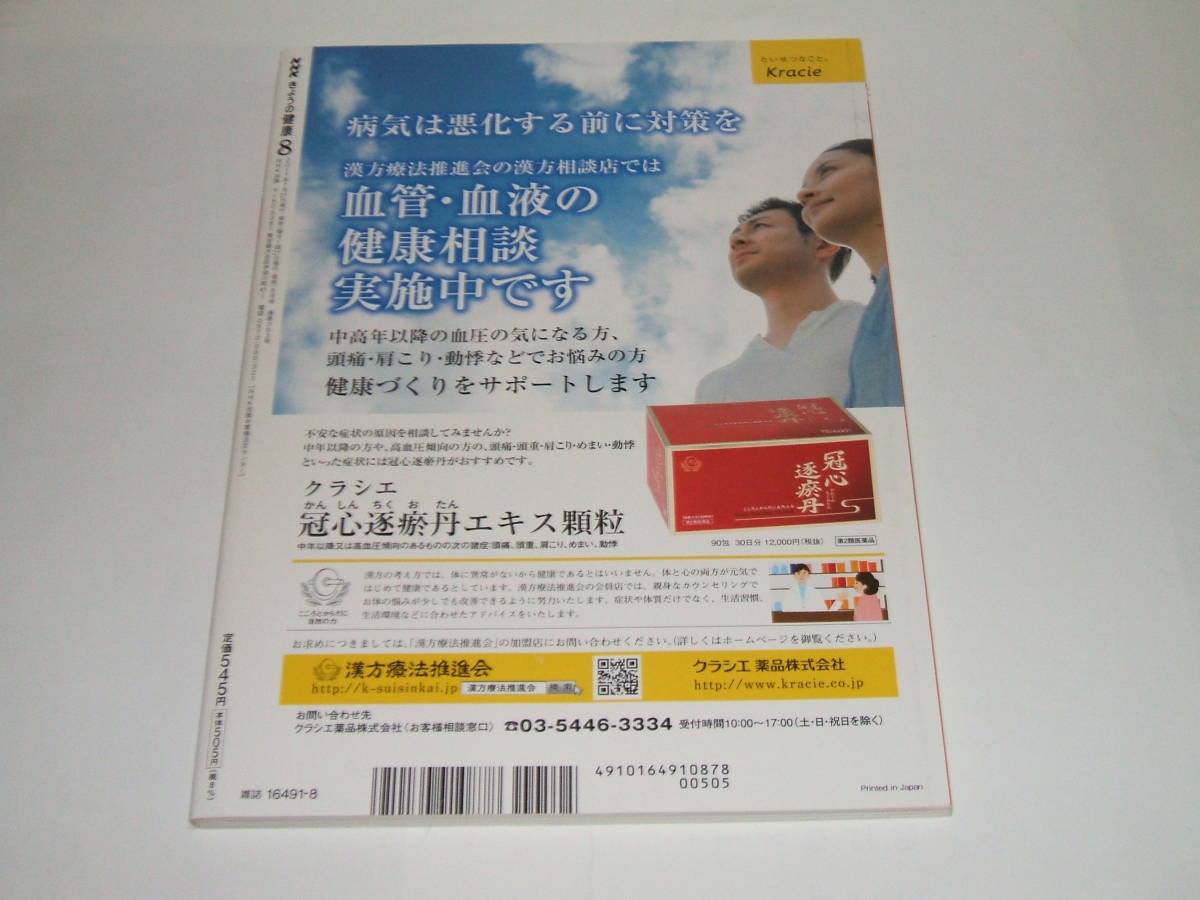 たいせつなこと。
Kracie
病気は悪化する前に対策を
漢方療法推進会の漢方相談店では
血管・血液の
健康相談
実施中です
中高年以降の血圧の気になる方、
頭痛・肩こり・動悸などでお悩みの方
健康づくりをサポートします
不安な症状の原因を相談してみませんか?
中年以降の方や、高血圧傾向の方の、頭痛・頭重・肩こり・めまい・動悸
といった症状には冠心逐瘀丹がおすすめです。
クラシエ
かん しん ちく お たん
冠心逐瘀丹エキス顆粒
中年以降又は高血圧傾向のあるものの次の諸症:頭痛、頭重、肩こり、めまい、動悸
冠心
逐瘀丹
冠心
逐瘀丹
90包 30日分 12,000円(税抜) 第2類医薬品
漢方の考え方では、体に異常がないから健康であるとはいいません。体と心の両方が元気で
はじめて健康であるとしています。漢方療法推進会の会員店では、親身なカウンセリングで
お体の悩みが少しでも改善できるように努力いたします。症状や体質だけでなく、生活習慣、
生活環境などに合わせたアドバイスをいたします。
こころとからだに
自然の力
お求めにつきましては、「漢方療法推進会」の加盟店にお問い合わせください。(詳しくはホームページを御覧ください。)
漢方療法推進会
http://k-suisinkai.jp 漢方療法推進会 検索
クラシエ薬品株式会社
http://www.kracie.co.jp
お問い合わせ先
クラシエ薬品株式会社〈お客様相談窓口〉 ☎03-5446-3334 受付時間10:00〜17:00(土・日・祝日を除く)
雑誌 16491-8
4910164910878
00505
Printed in Japan
NHK きょうの健康 8
定価545円 本体505円 (税8%)